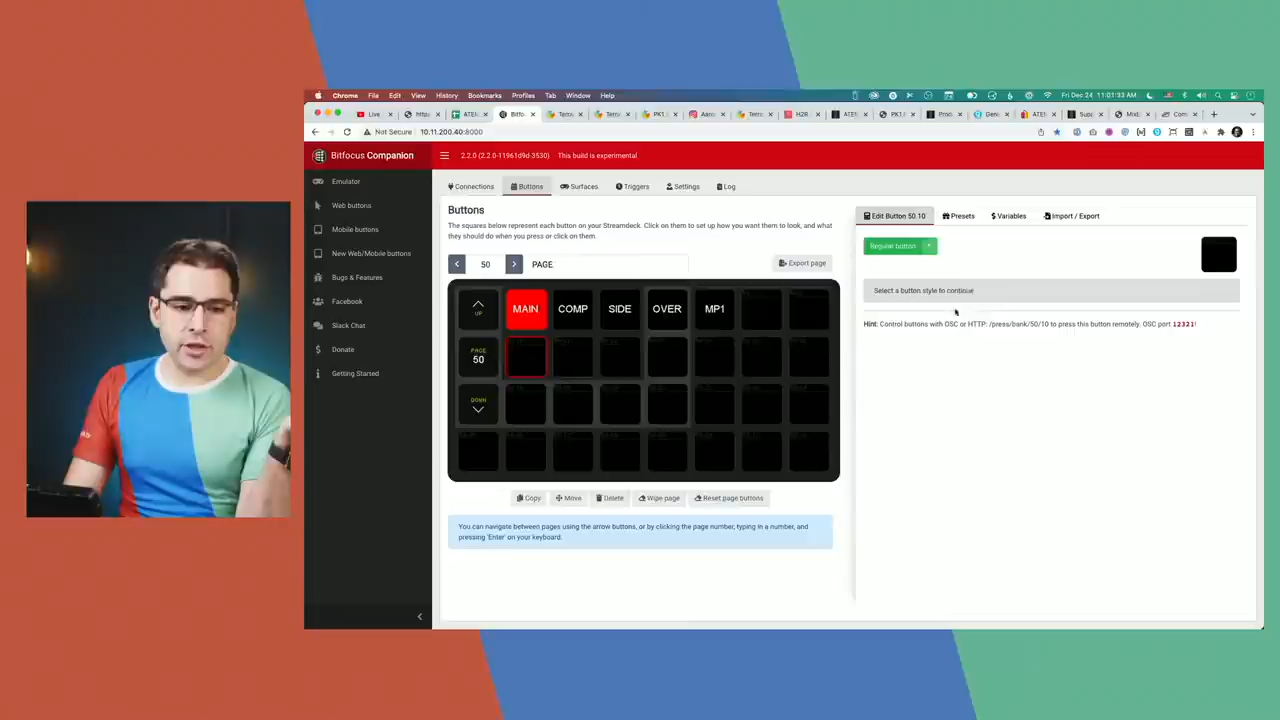 Chrome File Edit View History Bookmarks Profiles Tab Window Help
Fri Dec 24 11:01:33 AM
Live
Not Secure 10.11.200.40:8000
Bitfocus Companion
2.2.0 (2.2.0-11961d9d-3530) This build is experimental
Emulator
Web buttons
Mobile buttons
New Web/Mobile buttons
Bugs & Features
Facebook
Slack Chat
Donate
Getting Started
Connections Buttons Surfaces Triggers Settings Log
Buttons
The squares below represent each button on your Streamdeck. Click on them to set up how you want them to look, and what
they should do when you press or click on them.
50 PAGE Export page
UP MAIN COMP SIDE OVER MP1
PAGE
50
DOWN
Copy Move Delete Wipe page Reset page buttons
You can navigate between pages using the arrow buttons, or by clicking the page number, typing in a number, and
pressing 'Enter' on your keyboard.
Edit Button 50.10 Presets Variables Import / Export
Regular button
Select a button style to continue
Hint: Control buttons with OSC or HTTP: /press/bank/50/10 to press this button remotely. OSC port 12321!